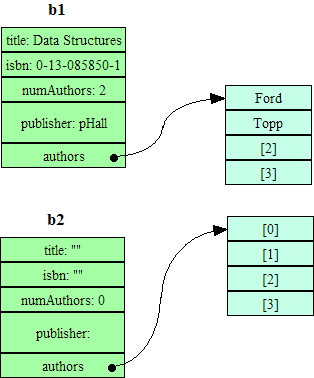 b1
title: Data Structures
isbn: 0-13-085850-1
numAuthors: 2
publisher: pHall
authors
Ford
Topp
[2]
[3]
b2
title: ""
isbn: ""
numAuthors: 0
publisher:
authors
[0]
[1]
[2]
[3]